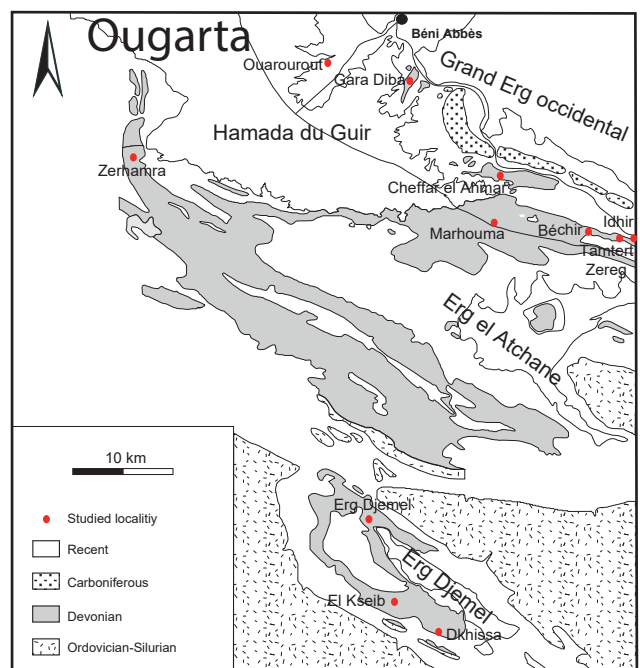 Ougarta
Béni Abbès
Ouarourout
Gara Diba
Grand Erg occidental
Hamada du Guir
Zerhamra
Cheffar el Ahmar
Idhir
Marhouma
Béchir
Tamtert
Zereg
Erg el Atchane
10 km
Studied localitiy
Recent
Carboniferous
Devonian
Ordovician-Silurian
Erg Djemel
Erg Djemel
El Kseib
Dkhissa